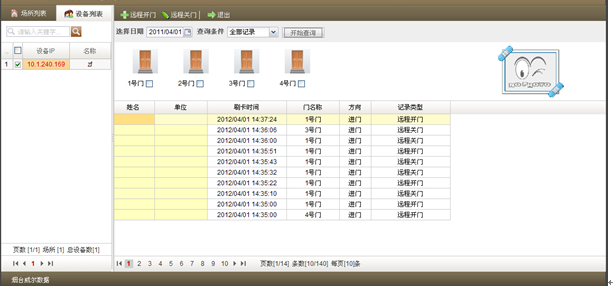 场所列表 设备列表 远程开门 远程关门 退出
请输入关键字... 搜索 选择日期 2011/04/01 查询条件 全部记录 开始查询
设备IP 名称
1 10.1.240.169 zf
1号门 2号门 3号门 4号门
姓名 单位 刷卡时间 门名称 方向 记录类型
2012/04/01 14:37:24 1号门 进门 远程开门
2012/04/01 14:36:06 3号门 进门 远程关门
2012/04/01 14:36:00 1号门 进门 远程关门
2012/04/01 14:35:51 1号门 进门 远程关门
2012/04/01 14:35:43 1号门 进门 远程关门
2012/04/01 14:35:32 1号门 进门 远程关门
2012/04/01 14:35:22 1号门 进门 远程开门
2012/04/01 14:35:10 1号门 进门 远程关门
2012/04/01 14:35:00 1号门 进门 远程开门
2012/04/01 14:35:00 4号门 进门 远程开门
页数 [1/1] 场所 [1] 总设备数[1]
1 1 2 3 4 5 6 7 8 9 10 页数[1/14] 条数[10/140] 每页[10]条
烟台威尔数据